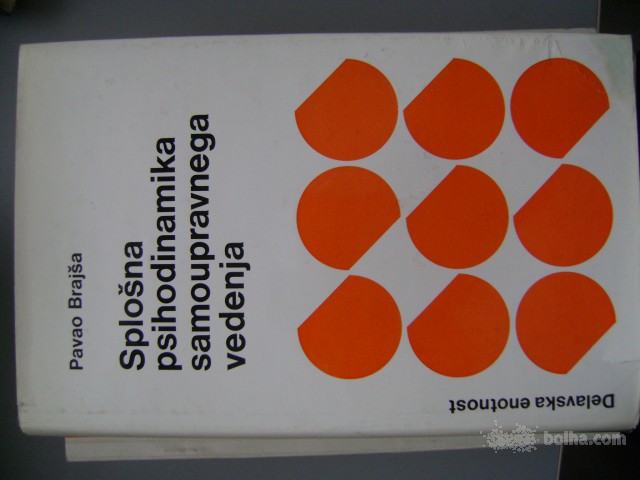 Pavao Brajša
Splošna
psihodinamika
samoupravnega
vedenja
Delavska enotnost
bolha.com